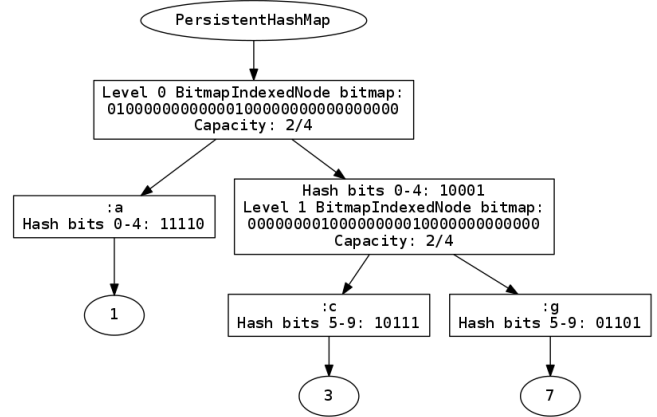 PersistentHashMap
Level 0 BitmapIndexedNode bitmap:
01000000000000100000000000000000
Capacity: 2/4
:a
Hash bits 0-4: 11110
Hash bits 0-4: 10001
Level 1 BitmapIndexedNode bitmap:
00000000100000000010000000000000
Capacity: 2/4
1
:c
Hash bits 5-9: 10111
:g
Hash bits 5-9: 01101
3
7